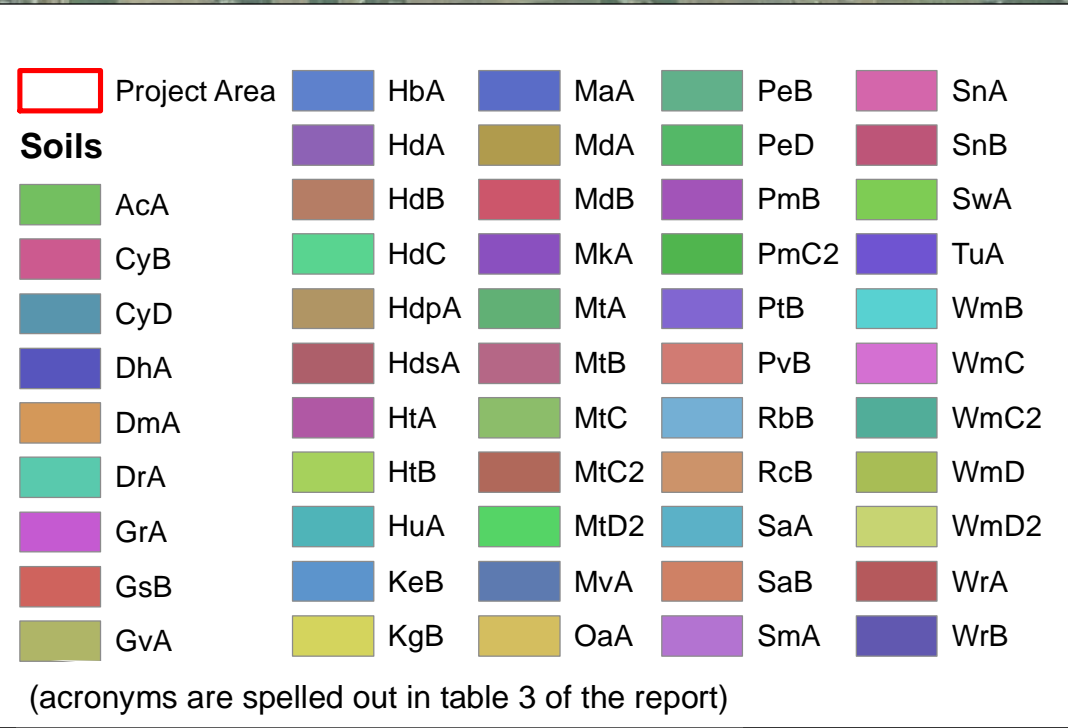 Project Area
Soils
AcA
CyB
CyD
DhA
DmA
DrA
GrA
GsB
GvA
HbA
HdA
HdB
HdC
HdpA
HdsA
HtA
HtB
HuA
KeB
KgB
MaA
MdA
MdB
MkA
MtA
MtB
MtC
MtC2
MtD2
MvA
OaA
PeB
PeD
PmB
PmC2
PtB
PvB
RbB
RcB
SaA
SaB
SmA
SnA
SnB
SwA
TuA
WmB
WmC
WmC2
WmD
WmD2
WrA
WrB
(acronyms are spelled out in table 3 of the report)